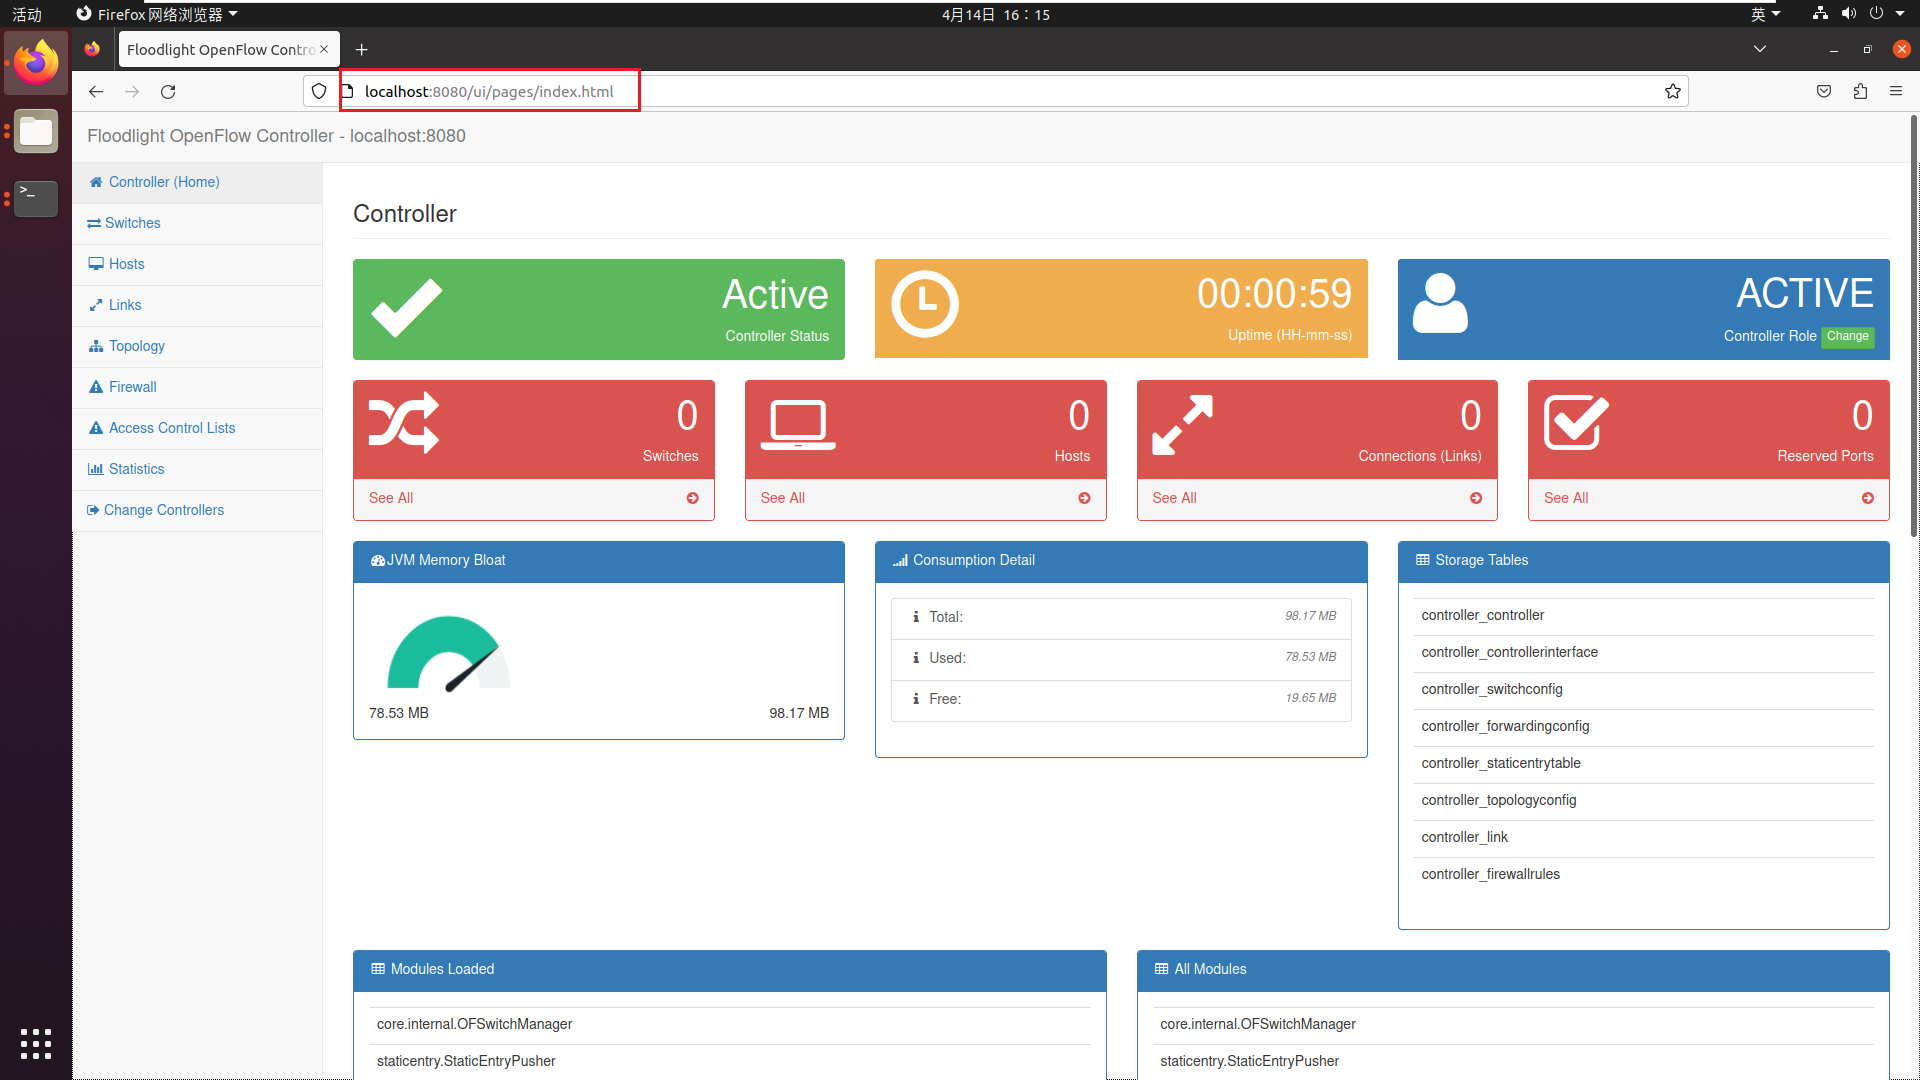 活动
Firefox 网络浏览器
4月14日 16：15
英
Floodlight OpenFlow Contro
localhost:8080/ui/pages/index.html
Floodlight OpenFlow Controller - localhost:8080
Controller (Home)
Switches
Hosts
Links
Topology
Firewall
Access Control Lists
Statistics
Change Controllers
Controller
Active
Controller Status
00:00:59
Uptime (HH-mm-ss)
ACTIVE
Controller Role Change
0
Switches
See All
0
Hosts
See All
0
Connections (Links)
See All
0
Reserved Ports
See All
JVM Memory Bloat
78.53 MB
98.17 MB
Consumption Detail
Total: 98.17 MB
Used: 78.53 MB
Free: 19.65 MB
Storage Tables
controller_controller
controller_controllerinterface
controller_switchconfig
controller_forwardingconfig
controller_staticentrytable
controller_topologyconfig
controller_link
controller_firewallrules
Modules Loaded
core.internal.OFSwitchManager
staticentry.StaticEntryPusher
All Modules
core.internal.OFSwitchManager
staticentry.StaticEntryPusher